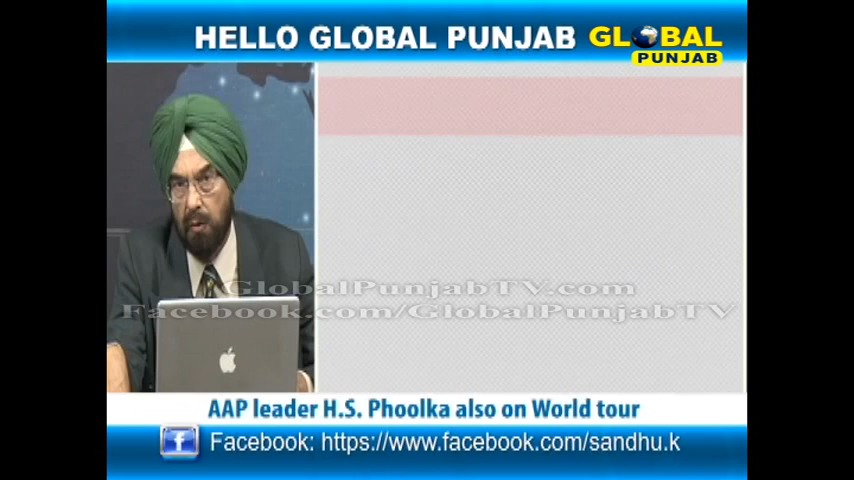 HELLO GLOBAL PUNJAB
GLOBAL
PUNJAB
GlobalPunjabTV.com
Facebook.com/GlobalPunjabTV
AAP leader H.S. Phoolka also on World tour
f Facebook: https://www.facebook.com/sandhu.k